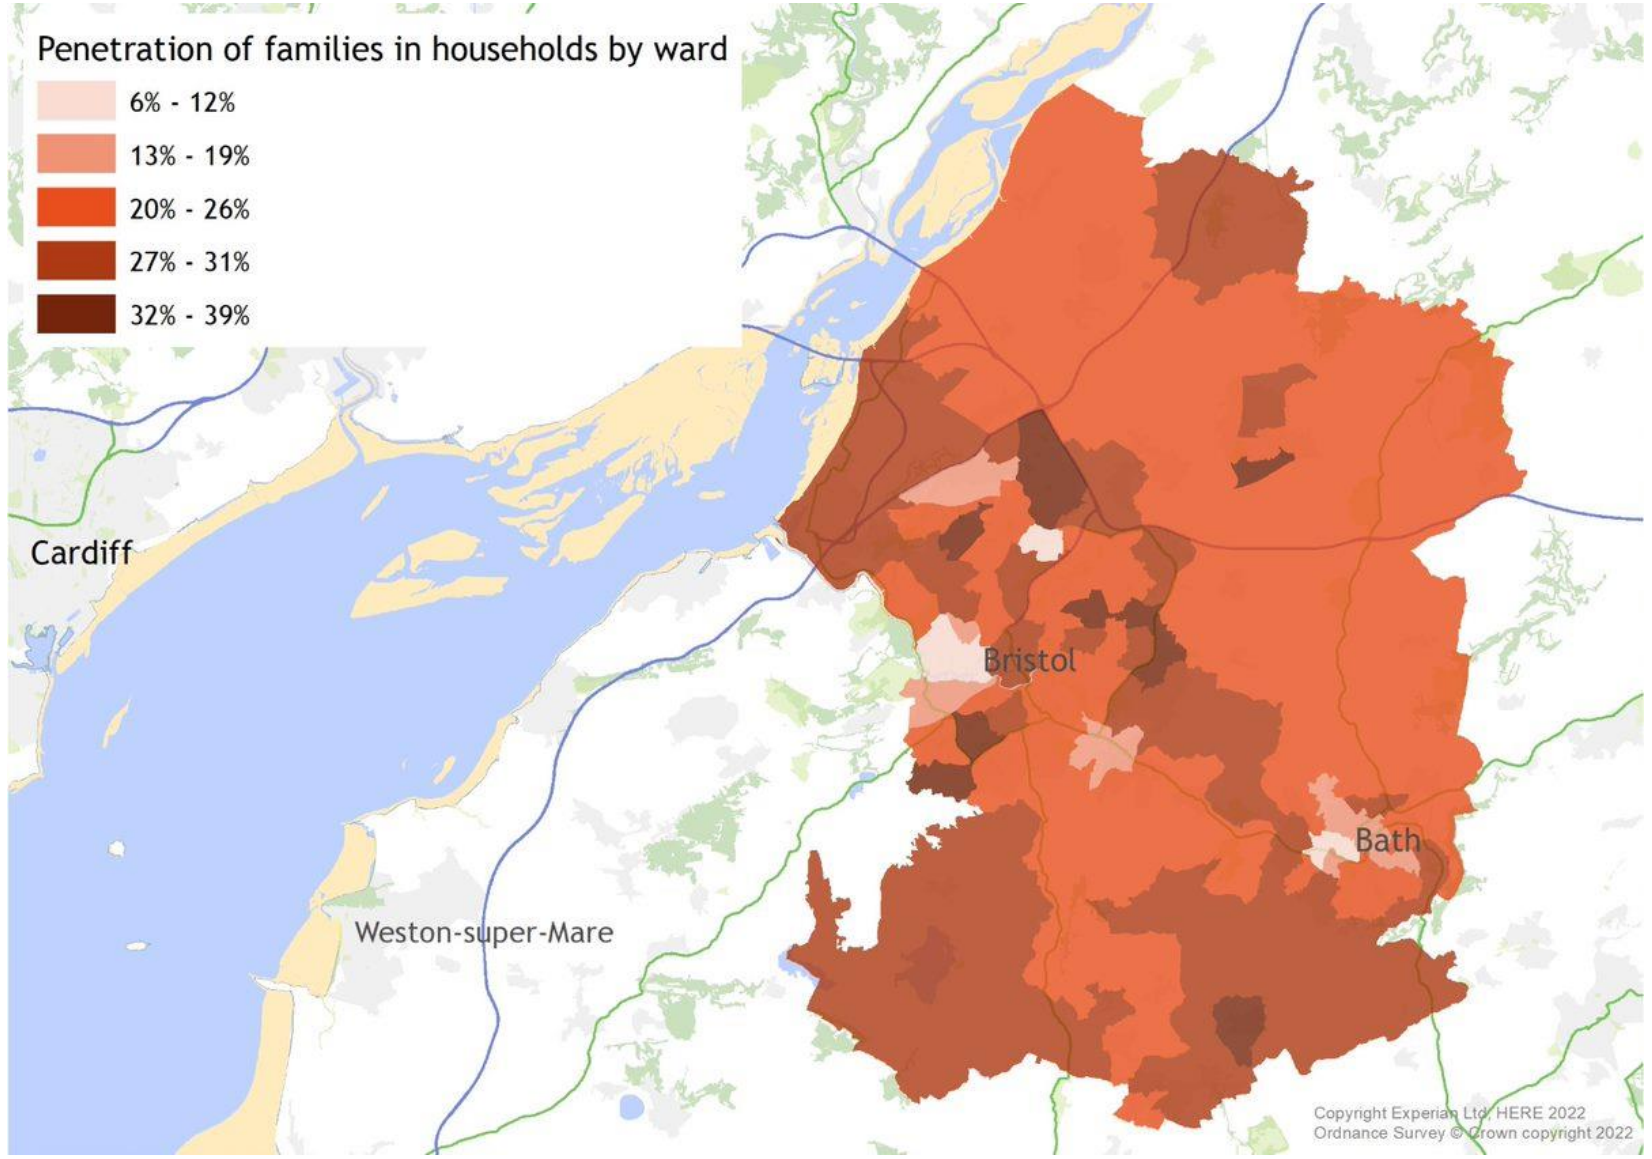 Penetration of families in households by ward
6% - 12%
13% - 19%
20% - 26%
27% - 31%
32% - 39%
Cardiff
Bristol
Bath
Weston-super-Mare
Copyright Experian Ltd, HERE 2022
Ordnance Survey © Crown copyright 2022